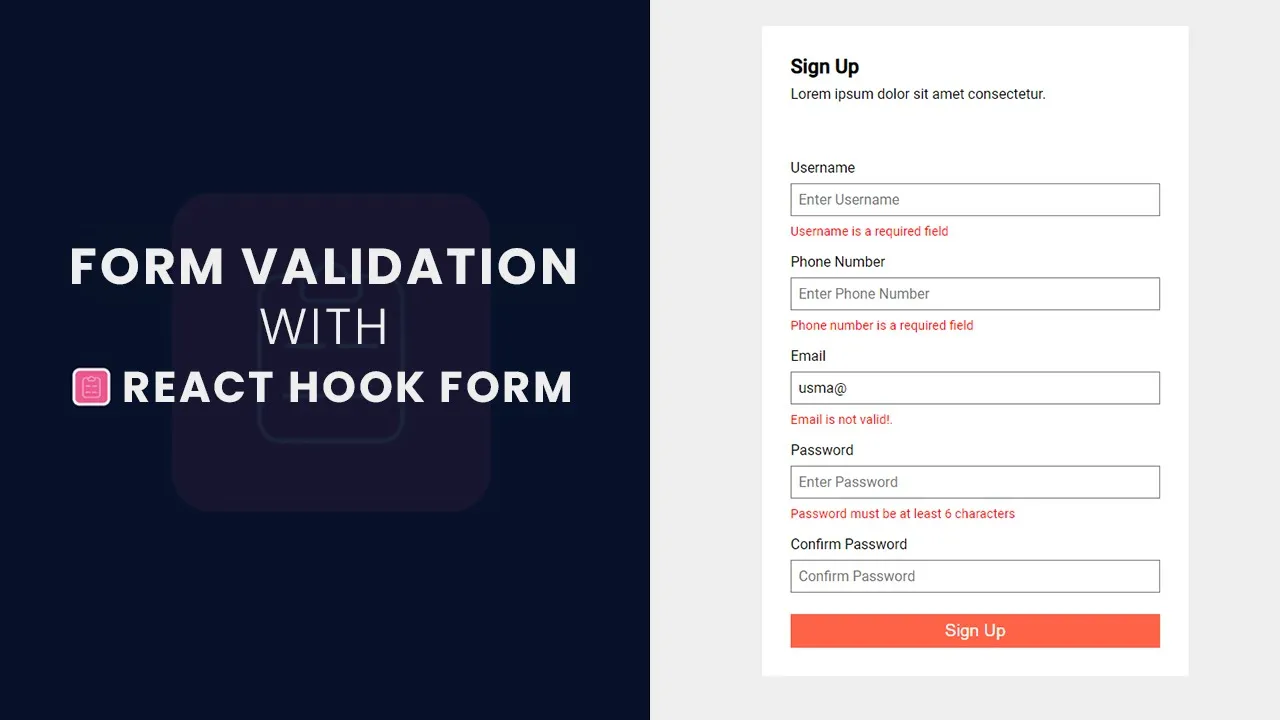 FORM VALIDATION
WITH
REACT HOOK FORM
Sign Up
Lorem ipsum dolor sit amet consectetur.
Username
Enter Username
Username is a required field
Phone Number
Enter Phone Number
Phone number is a required field
Email
usma@
Email is not valid!.
Password
Enter Password
Password must be at least 6 characters
Confirm Password
Confirm Password
Sign Up